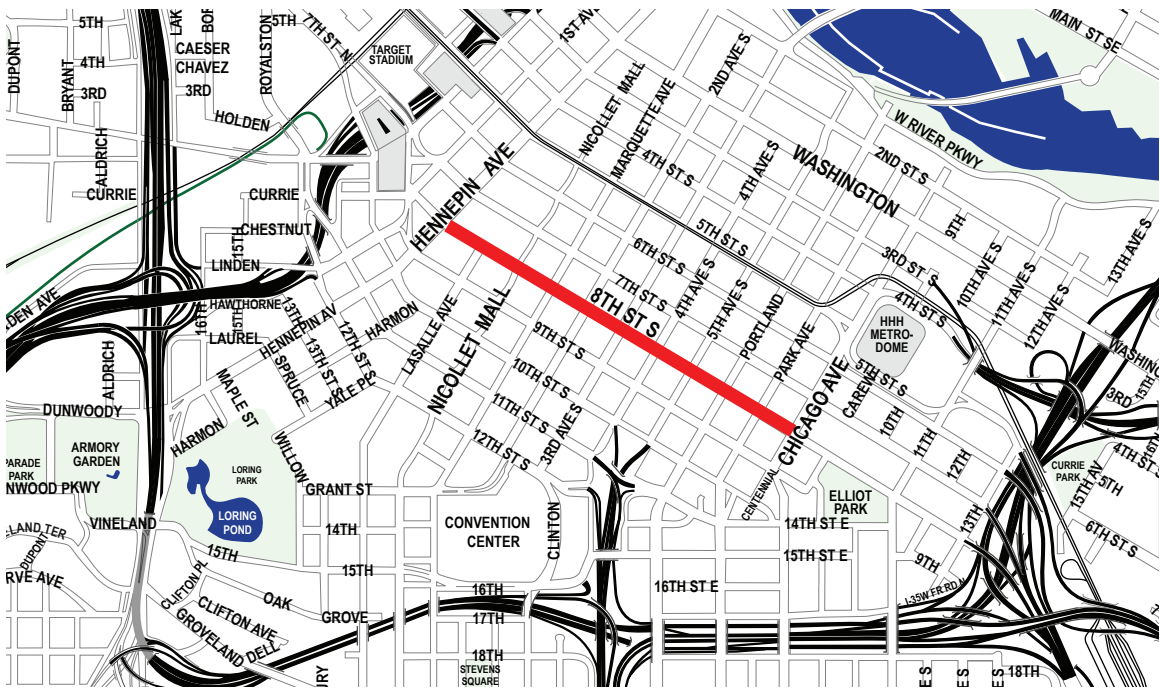 5TH
LAK
BOR
7TH ST N
1ST AVE
MAIN ST SE
DUPONT
BRYANT
4TH
CAESER
CHAVEZ
ROYALSTON
TARGET
STADIUM
2ND AVE S
3RD
3RD
NICOLLET MALL
MARQUETTE AVE
HOLDEN
W RIVER PKWY
ALDRICH
4TH ST S
4TH AVE S
WASHINGTON
2ND ST S
CURRIE
CURRIE
HENNEPIN AVE
9TH
CHESTNUT
15TH
5TH ST S
3RD ST S
13TH AVE S
LINDEN
6TH ST S
10TH AVE S
LDEN AVE
HAWTHORNE
7TH ST S
4TH AVE S
4TH ST S
11TH AVE S
12TH AVE S
16TH
15TH
13TH
HARMON
LASALLE AVE
NICOLLET MALL
8TH ST S
5TH AVE S
PORTLAND
HHH
METRO-
DOME
LAUREL
HENNEPIN AV
12TH ST S
9TH ST S
PARK AVE
WASHING
ALDRICH
SPRUCE
13TH ST S
YALE PL
10TH ST S
5TH ST S
3RD
15TH
MAPLE ST
11TH ST S
3RD AVE S
CHICAGO AVE
CAREW
10TH
DUNWOODY
HARMON
12TH ST S
11TH
12TH
4TH ST S
16TH
ARMORY
GARDEN
WILLOW
PARADE
PARK
LORING
PARK
CURRIE
PARK
15TH AV
5TH
NWOOD PKWY
GRANT ST
CENTENNIAL
ELLIOT
PARK
LORING
POND
CONVENTION
CENTER
CLINTON
13TH
6TH ST S
ELAND TER
VINELAND
14TH
14TH ST E
DUPONT
15TH
15TH ST E
9TH
RVE AVE
CLIFTON PL
15TH
16TH
16TH ST E
I-35W FR RD N
OAK
CLIFTON AVE
GROVE
17TH
GROVELAND
DELL
18TH
STEVENS
SQUARE
18TH
URY
E S
E S
E S